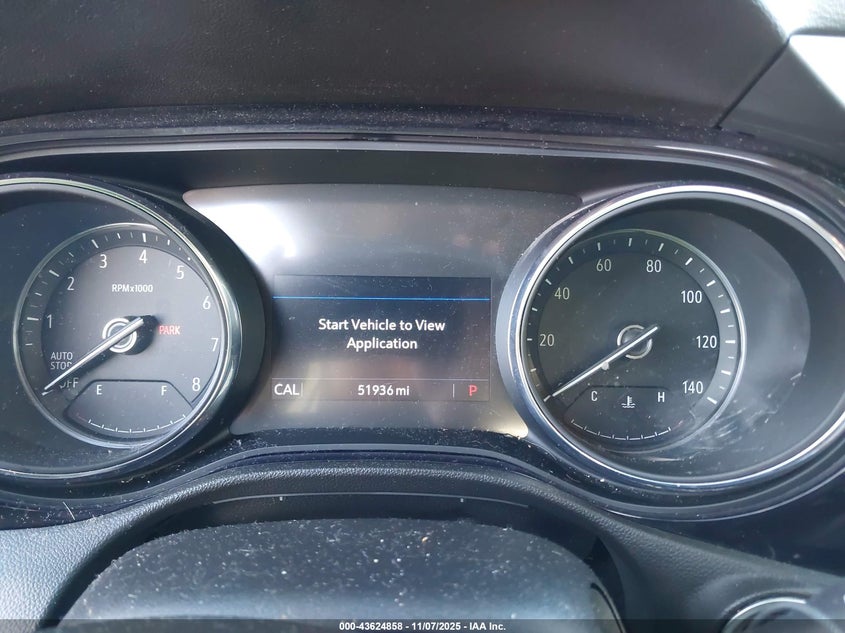 1 2 3 4 5 6 7 8
RPMx1000
PARK
AUTO
STOP
OFF
E F
Start Vehicle to View
Application
CAL 51936 mi P
20 40 60 80 100 120 140
C H
000-43624858 - 11/07/2025 - IAA Inc.